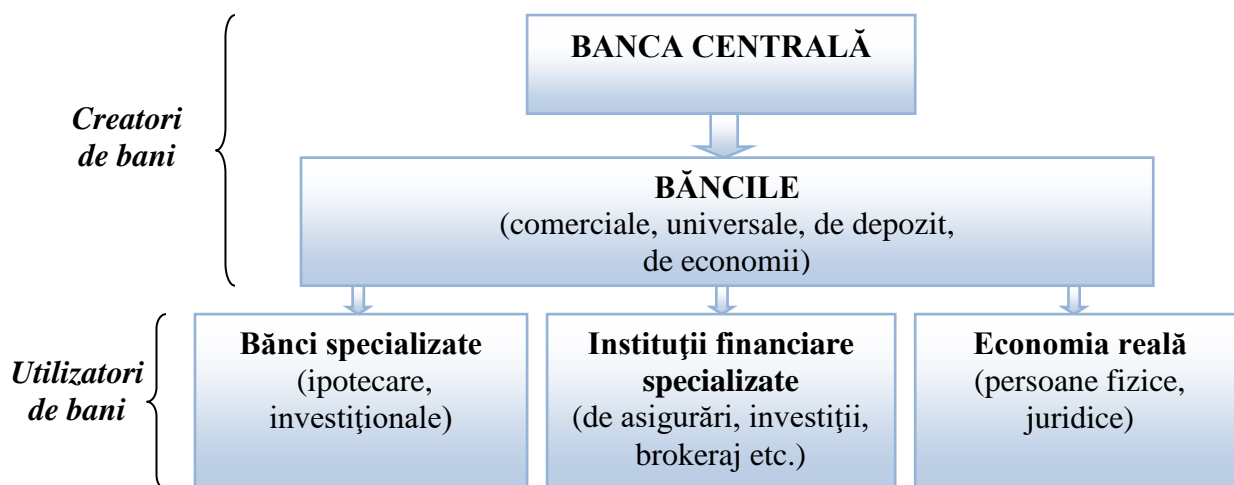 BANCA CENTRALĂ
Creatori
de bani
BĂNCILE
(comerciale, universale, de depozit,
de economii)
Utilizatori
de bani
Bănci specializate
(ipotecare,
investiţionale)
Instituţii financiare
specializate
(de asigurări, investiţii,
brokeraj etc.)
Economia reală
(persoane fizice,
juridice)